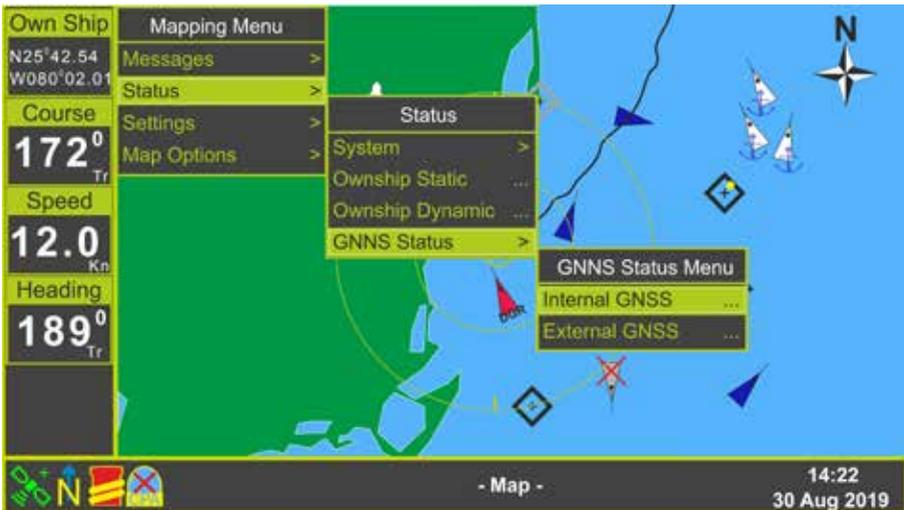 Own Ship
N25°42.54
W080°02.01
Course
172°
Tr
Speed
12.0
Kn
Heading
189°
Tr
Mapping Menu
Messages >
Status >
Settings >
Map Options >
Status
System >
Ownship Static ...
Ownship Dynamic ...
GNNS Status >
GNNS Status Menu
Internal GNSS ...
External GNSS ...
N
N
CPA
- Map -
14:22
30 Aug 2019